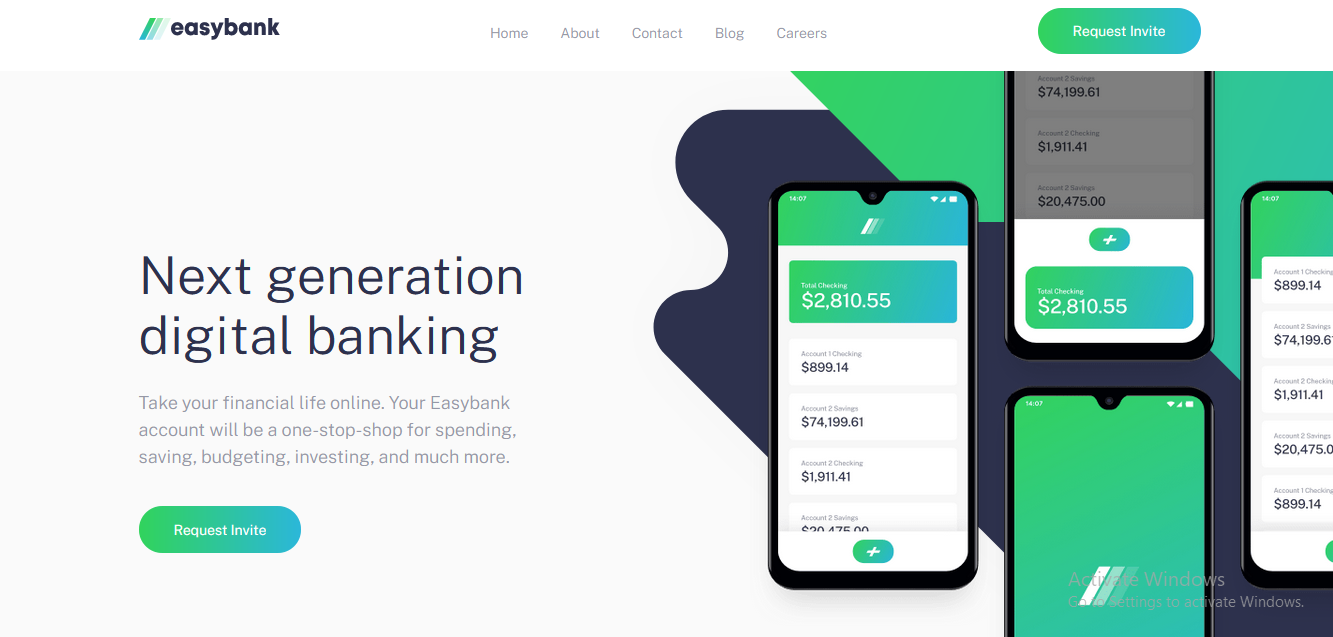 easybank
Home
About
Contact
Blog
Careers
Request Invite
Next generation
digital banking
Take your financial life online. Your Easybank
account will be a one-stop-shop for spending,
saving, budgeting, investing, and much more.
Request Invite
14:07
Total Checking
$2,810.55
Account 1 Checking
$899.14
Account 2 Savings
$74,199.61
Account 2 Checking
$1,911.41
Account 2 Savings
$20,475.00
Account 2 Savings
$74,199.61
Account 2 Checking
$1,911.41
Account 2 Savings
$20,475.00
Total Checking
$2,810.55
14:07
14:07
Account 1 Checking
$899.14
Account 2 Savings
$74,199.6
Account 2 Checking
$1,911.41
Account 2 Savings
$20,475.0
Account 1 Checking
$899.14
Activate Windows
Go to Settings to activate Windows.